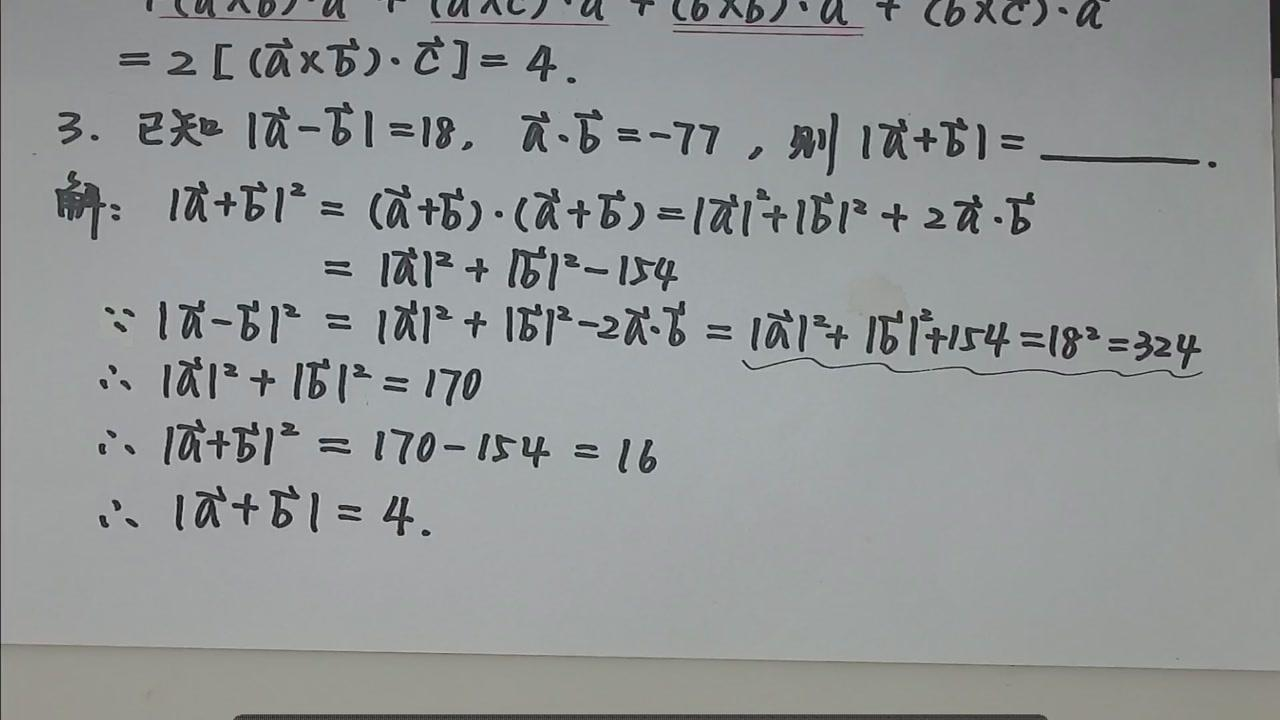 (a⃗×b⃗)·a⃗ + (a⃗×c⃗)·a⃗ + (b⃗×b⃗)·a⃗ + (b⃗×c⃗)·a⃗
= 2[(a⃗×b⃗)·c⃗] = 4.
3. 已知 |a⃗-b⃗| = 18, a⃗·b⃗ = -77, 则 |a⃗+b⃗| = ______.
解: |a⃗+b⃗|² = (a⃗+b⃗)·(a⃗+b⃗) = |a⃗|²+|b⃗|² + 2a⃗·b⃗
= |a⃗|² + |b⃗|² - 154
∵ |a⃗-b⃗|² = |a⃗|² + |b⃗|² - 2a⃗·b⃗ = |a⃗|² + |b⃗|² + 154 = 18² = 324
∴ |a⃗|² + |b⃗|² = 170
∴ |a⃗+b⃗|² = 170 - 154 = 16
∴ |a⃗+b⃗| = 4.